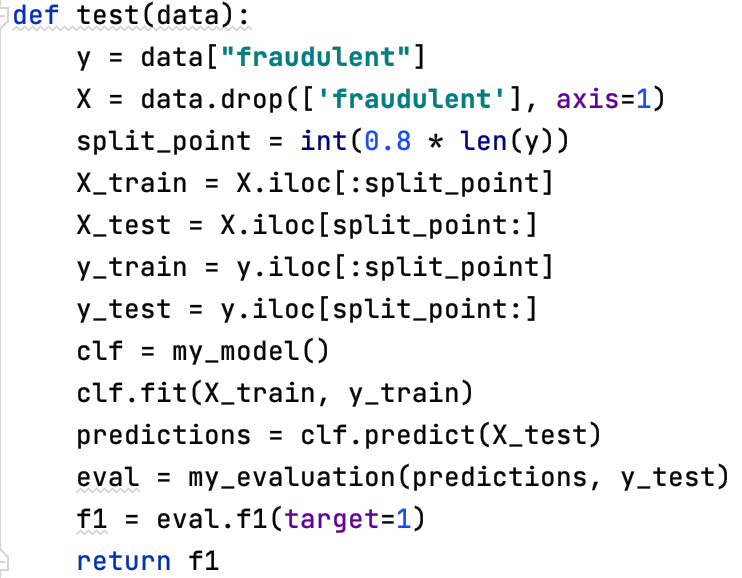 def test(data):
    y = data["fraudulent"]
    X = data.drop(['fraudulent'], axis=1)
    split_point = int(0.8 * len(y))
    X_train = X.iloc[:split_point]
    X_test = X.iloc[split_point:]
    y_train = y.iloc[:split_point]
    y_test = y.iloc[split_point:]
    clf = my_model()
    clf.fit(X_train, y_train)
    predictions = clf.predict(X_test)
    eval = my_evaluation(predictions, y_test)
    f1 = eval.f1(target=1)
    return f1